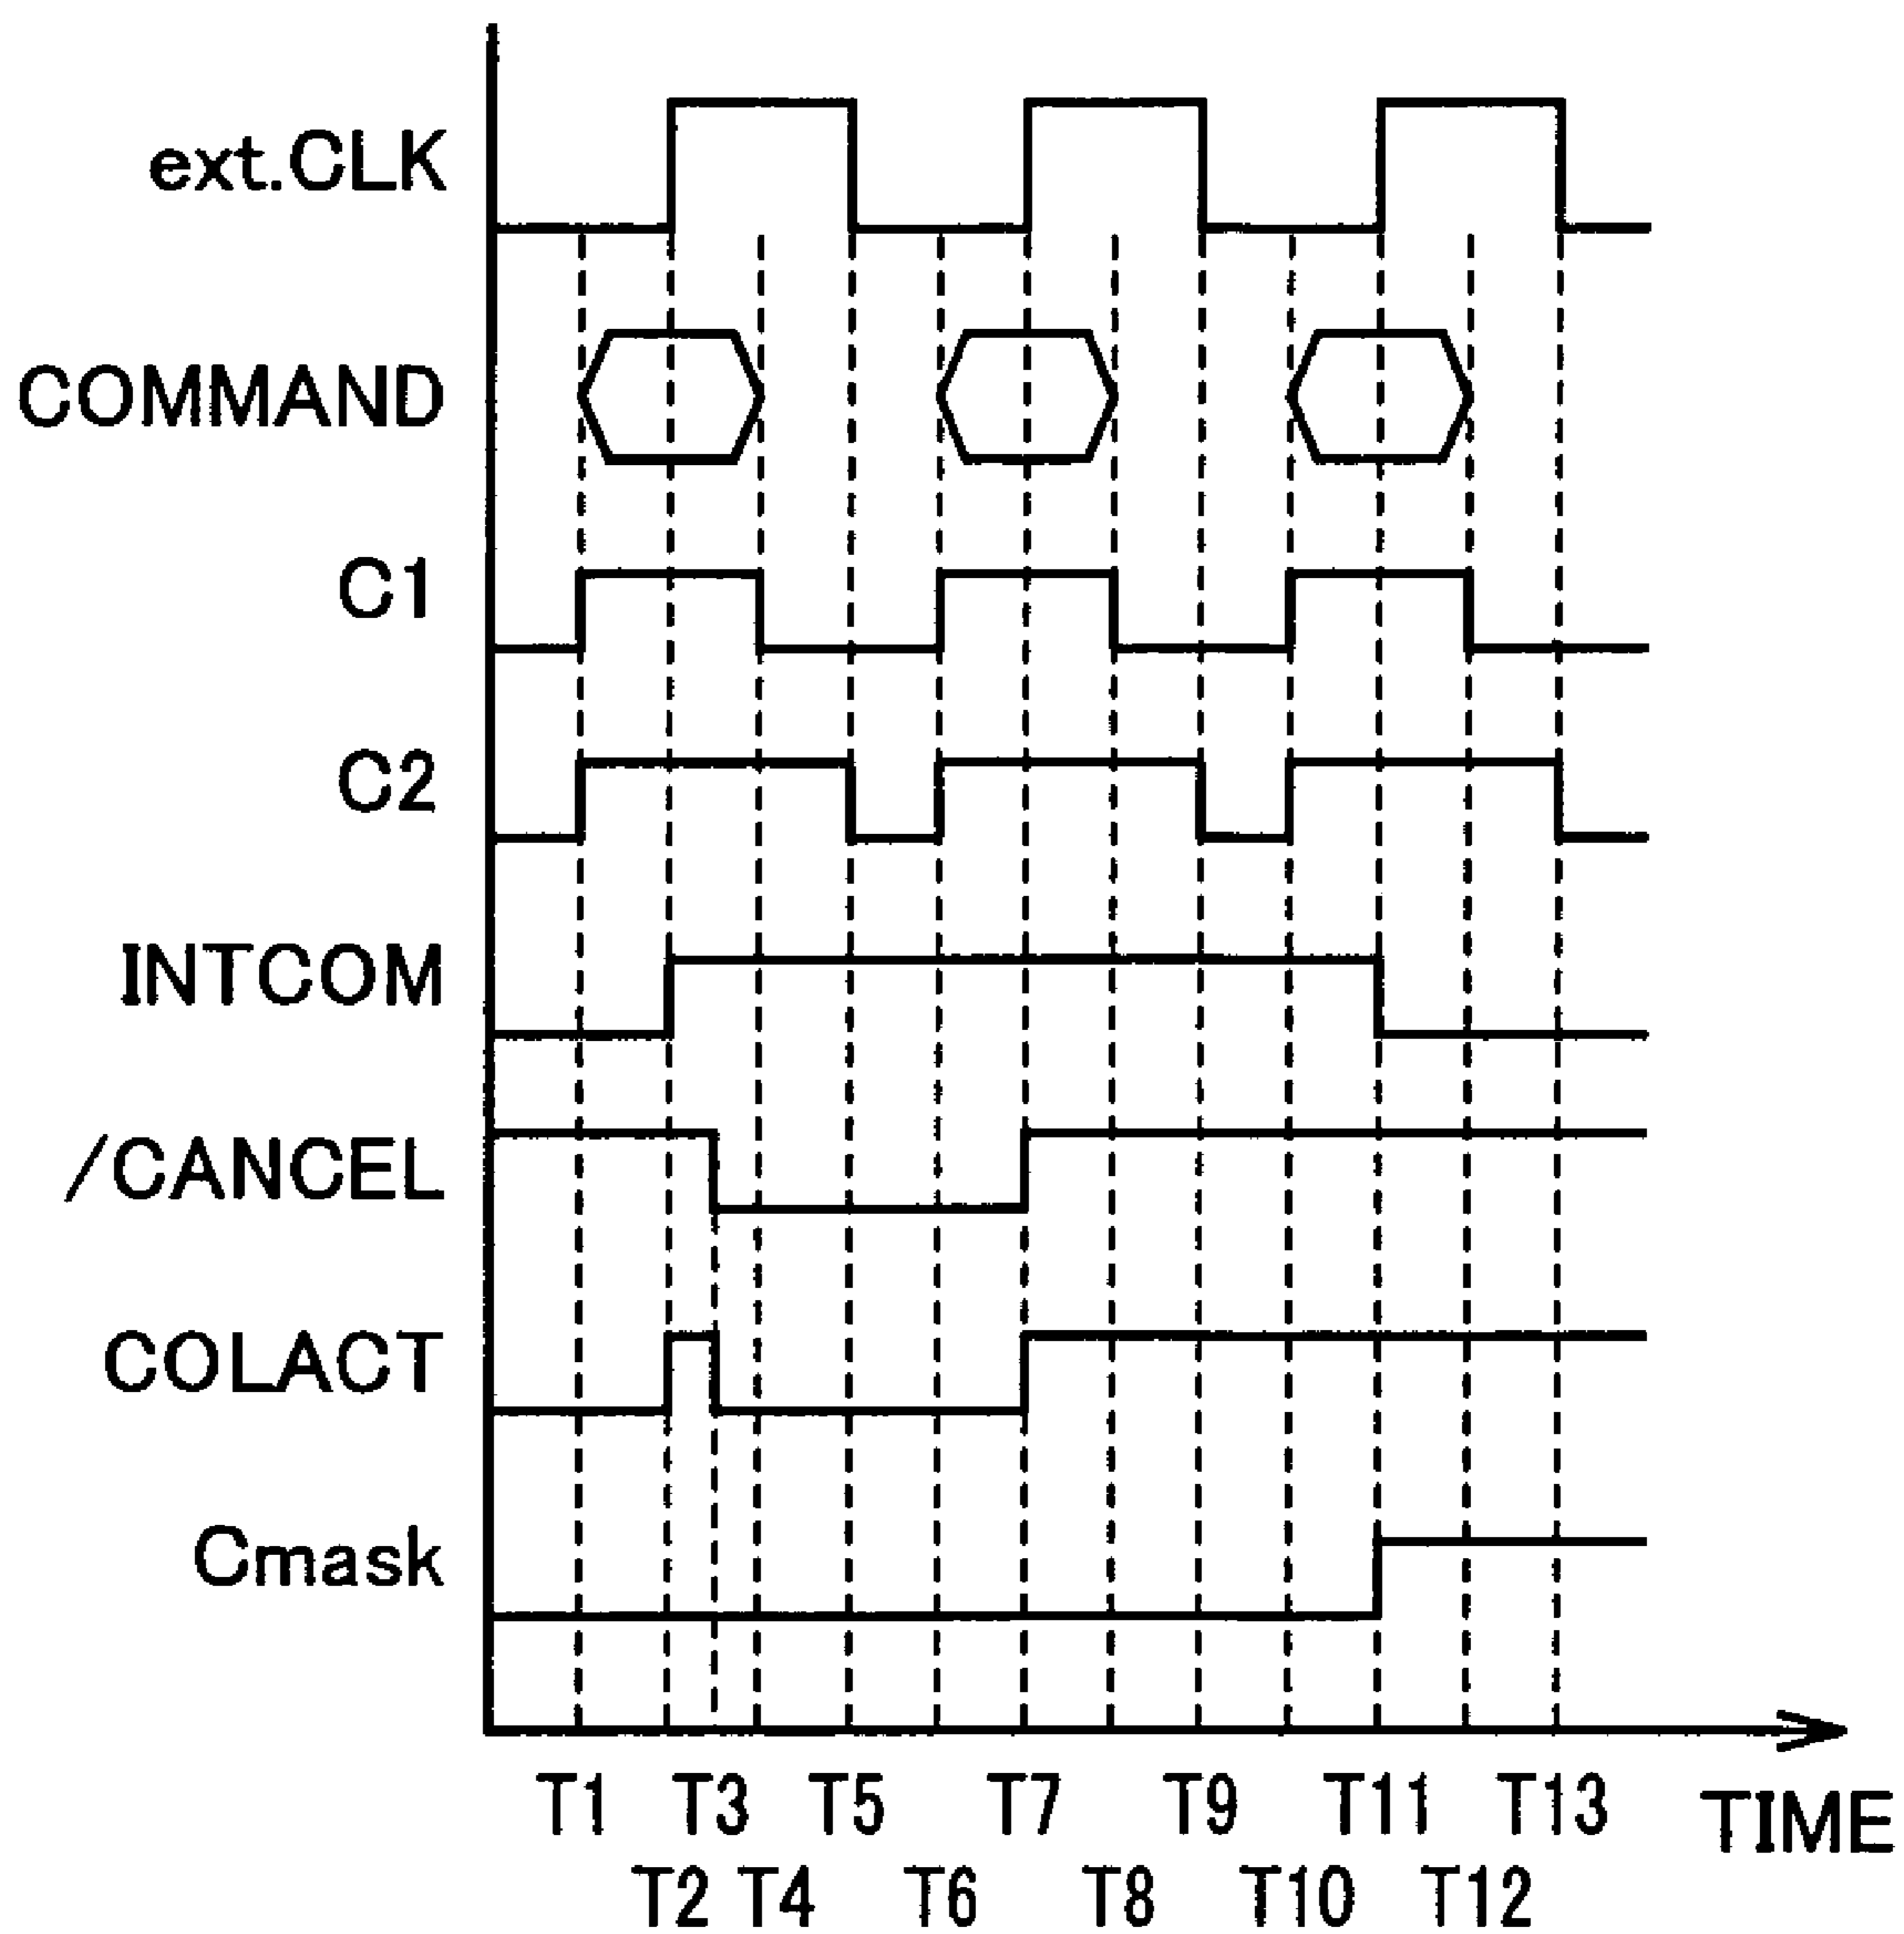 ext.CLK
COMMAND
C1
C2
INTCOM
/CANCEL
COLACT
Cmask
T1 T3 T5 T7 T9 T11 T13 TIME
T2 T4 T6 T8 T10 T12